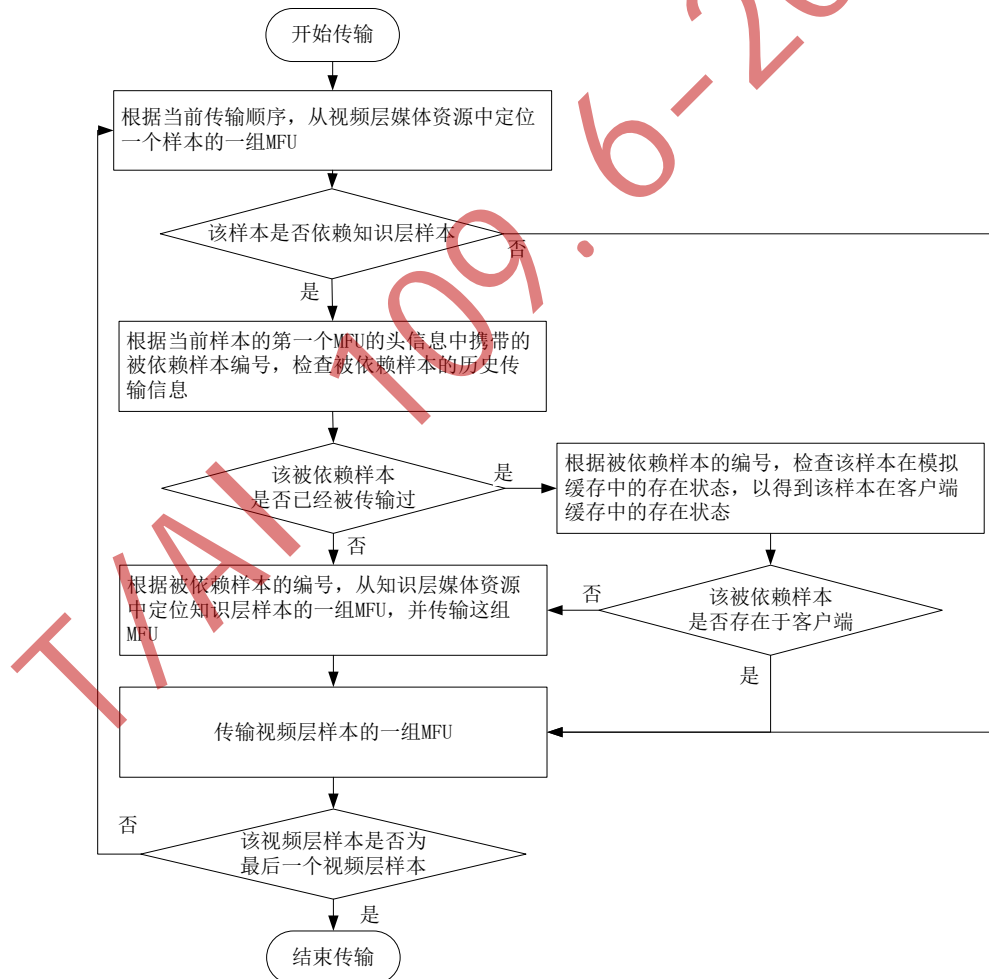 开始传输
根据当前传输顺序，从视频层媒体资源中定位
一个样本的一组MFU
该样本是否依赖知识层样本
否
是
根据当前样本的第一个MFU的头信息中携带的
被依赖样本编号，检查被依赖样本的历史传
输信息
该被依赖样本
是否已经被传输过
是
根据被依赖样本的编号，检查该样本在模拟
缓存中的存在状态，以得到该样本在客户端
缓存中的存在状态
否
根据被依赖样本的编号，从知识层媒体资源
中定位知识层样本的一组MFU，并传输这组
MFU
否
该被依赖样本
是否存在于客户端
是
传输视频层样本的一组MFU
否
该视频层样本是否为
最后一个视频层样本
是
结束传输
T/AI 109.6-20